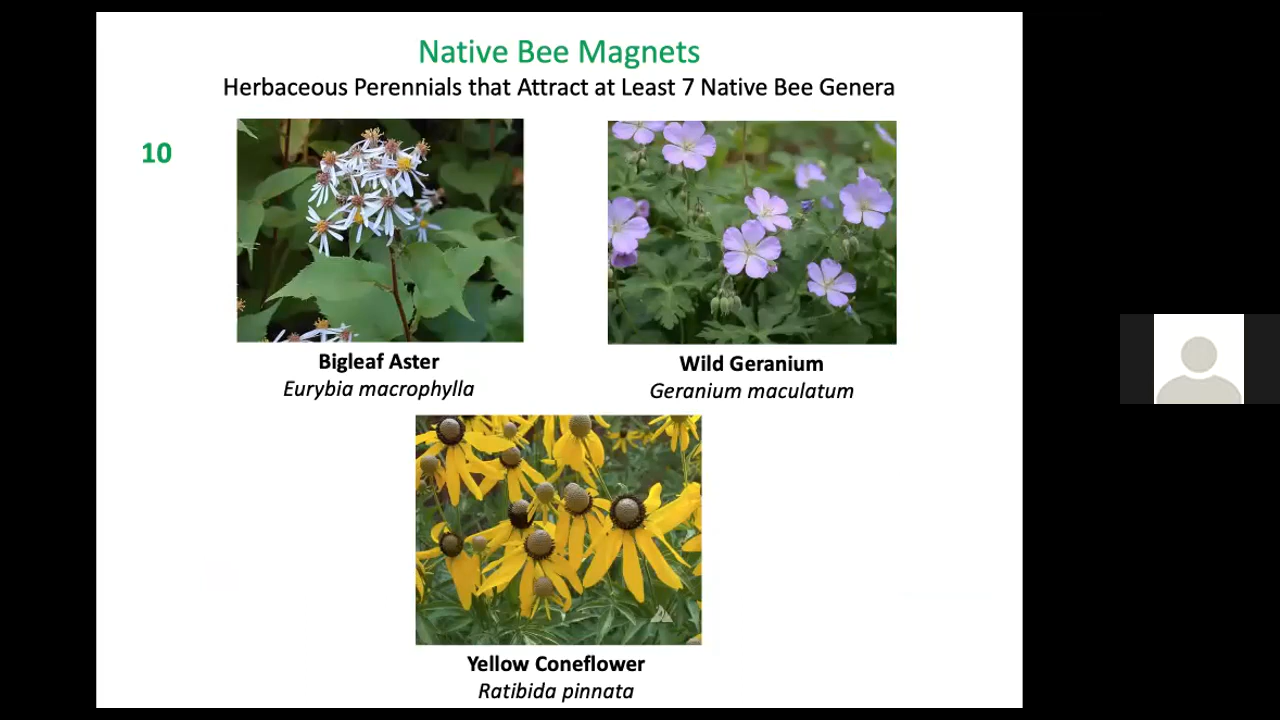 Native Bee Magnets
Herbaceous Perennials that Attract at Least 7 Native Bee Genera
10
Bigleaf Aster
Eurybia macrophylla
Wild Geranium
Geranium maculatum
Yellow Coneflower
Ratibida pinnata